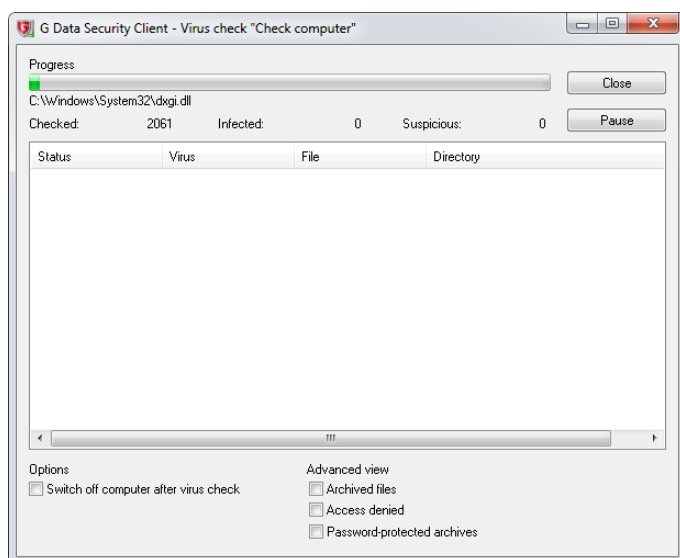 G Data Security Client - Virus check "Check computer"
Progress
Close
C:\Windows\System32\dxgi.dll
Checked: 2061 Infected: 0 Suspicious: 0
Pause
Status Virus File Directory
Options
Switch off computer after virus check
Advanced view
Archived files
Access denied
Password-protected archives